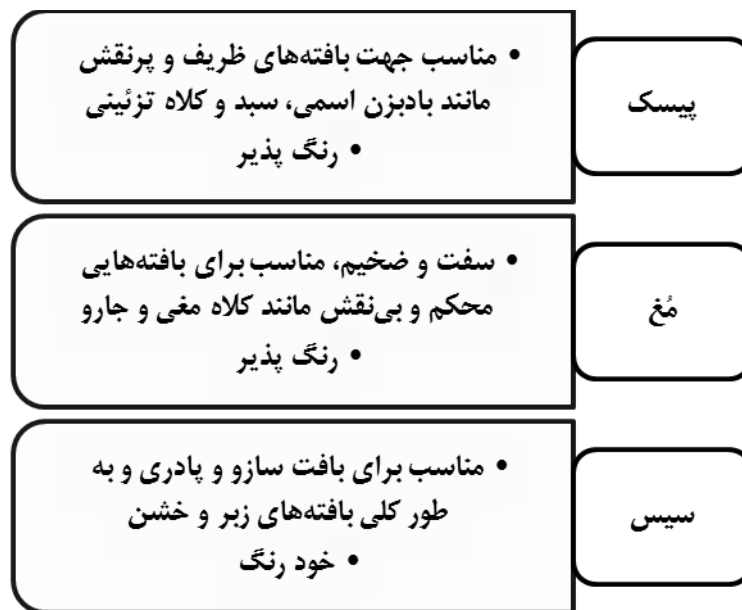 پیسک
• مناسب جهت بافته‌های ظریف و پرنقش
مانند بادبزن اسمی، سبد و کلاه تزئینی
• رنگ پذیر
مُغ
• سفت و ضخیم، مناسب برای بافته‌هایی
محکم و بی‌نقش مانند کلاه مغی و جارو
• رنگ پذیر
سیس
• مناسب برای بافت سازو و پادری و به
طور کلی بافته‌های زبر و خشن
• خود رنگ